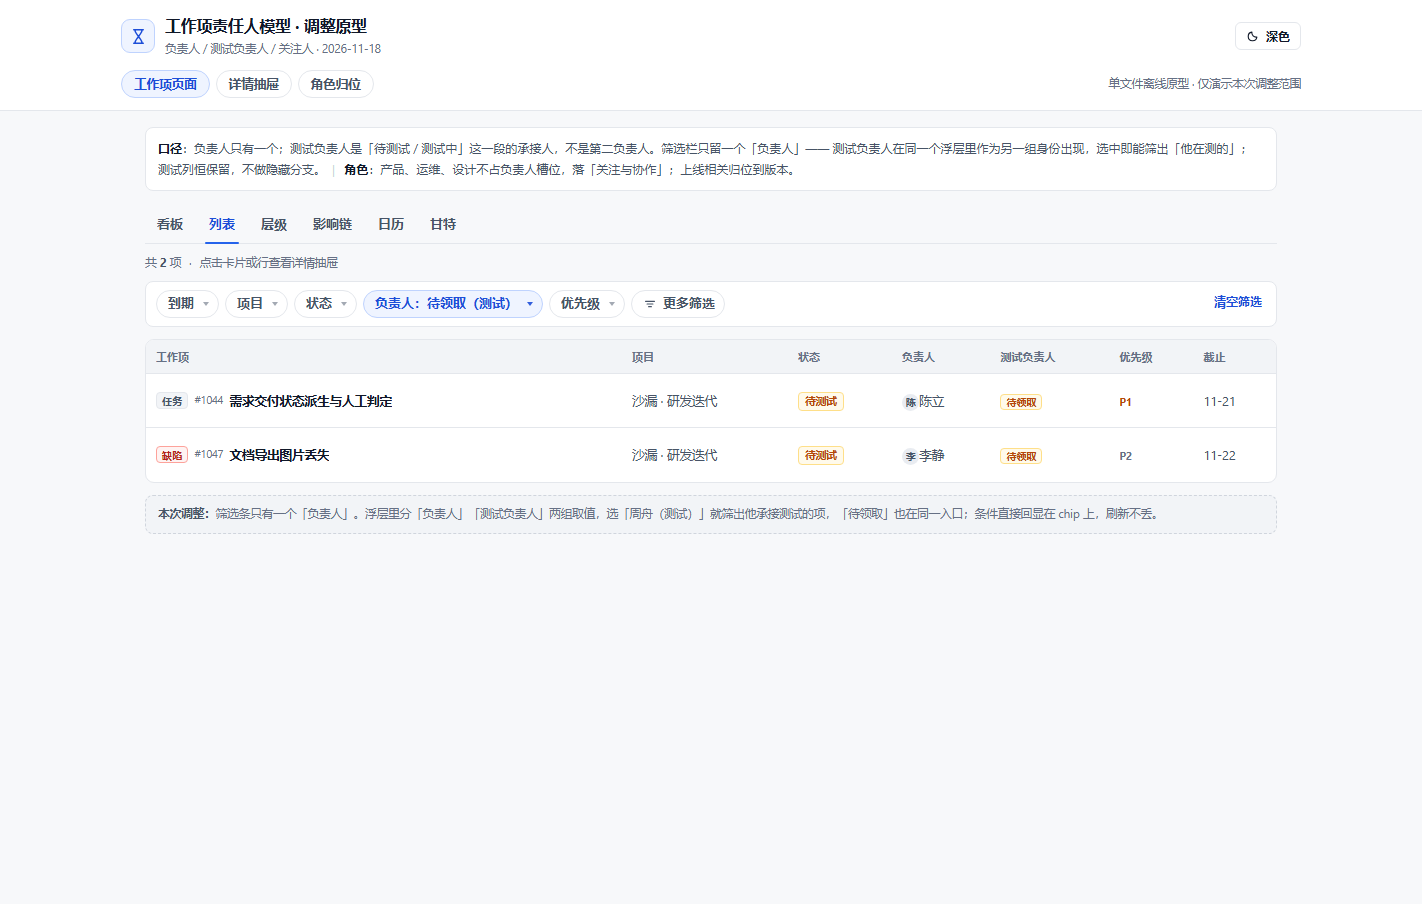 工作项责任人模型 · 调整原型
负责人 / 测试负责人 / 关注人 · 2026-11-18
深色
工作项页面 详情抽屉 角色归位
单文件离线原型 · 仅演示本次调整范围
口径：负责人只有一个；测试负责人是「待测试 / 测试中」这一段的承接人，不是第二负责人。筛选栏只留一个「负责人」—— 测试负责人在同一个浮层里作为另一组身份出现，选中即能筛出「他在测的」；
测试列恒保留，不做隐藏分支。 | 角色：产品、运维、设计不占负责人槽位，落「关注与协作」；上线相关归位到版本。
看板 列表 层级 影响链 日历 甘特
共 2 项 · 点击卡片或行查看详情抽屉
到期 项目 状态 负责人：待领取（测试） 优先级 更多筛选 清空筛选
工作项 项目 状态 负责人 测试负责人 优先级 截止
任务 #1044 需求交付状态派生与人工判定 沙漏 · 研发迭代 待测试 陈 陈立 待领取 P1 11-21
缺陷 #1047 文档导出图片丢失 沙漏 · 研发迭代 待测试 李 李静 待领取 P2 11-22
本次调整：筛选条只有一个「负责人」。浮层里分「负责人」「测试负责人」两组取值，选「周舟（测试）」就筛出他承接测试的项，「待领取」也在同一入口；条件直接回显在 chip 上，刷新不丢。